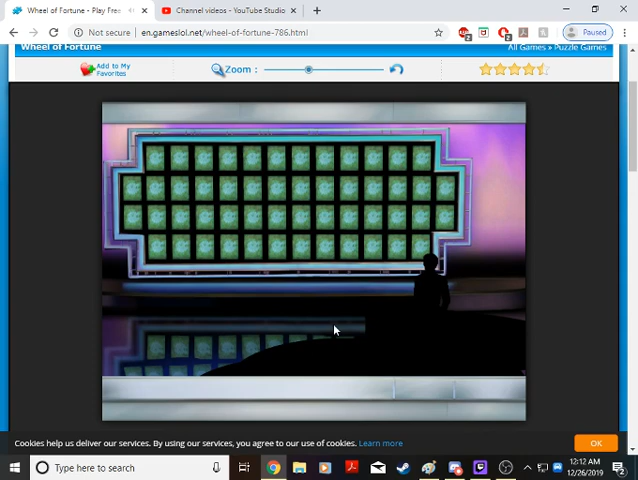 Wheel of Fortune - Play Free
Channel videos - YouTube Studio
Not secure
en.gameslol.net/wheel-of-fortune-786.html
Paused
Wheel of Fortune
All Games » Puzzle Games
Add to My
Favorites
Zoom :
Cookies help us deliver our services. By using our services, you agree to our use of cookies. Learn more
OK
Type here to search
12:12 AM
12/26/2019